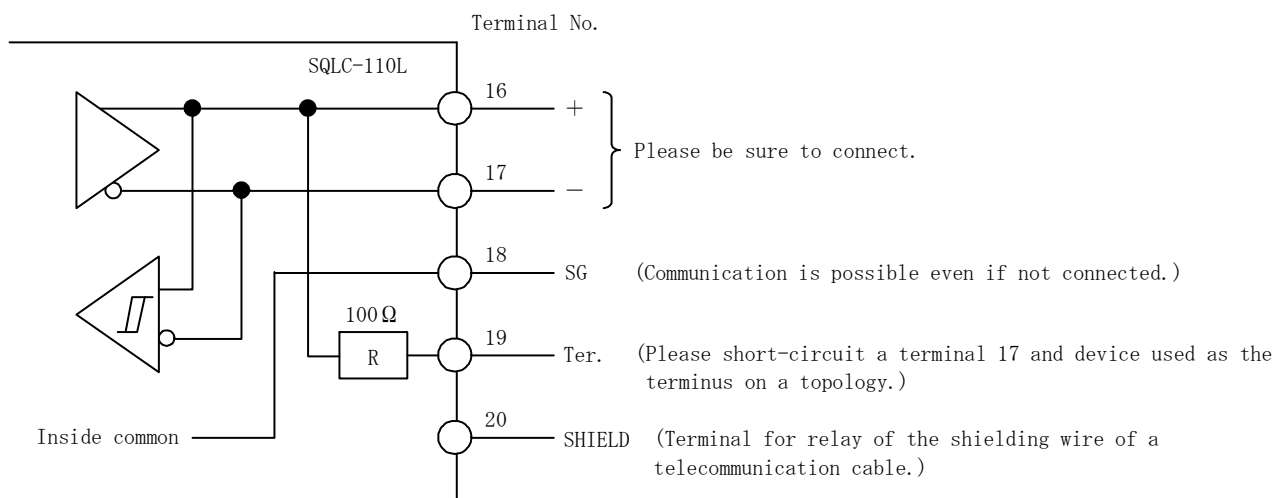 Terminal No.
SQLC-110L
16
+
Please be sure to connect.
17
−
18
SG (Communication is possible even if not connected.)
100Ω
R
19
Ter. (Please short-circuit a terminal 17 and device used as the
terminus on a topology.)
20
Inside common
SHIELD (Terminal for relay of the shielding wire of a
telecommunication cable.)